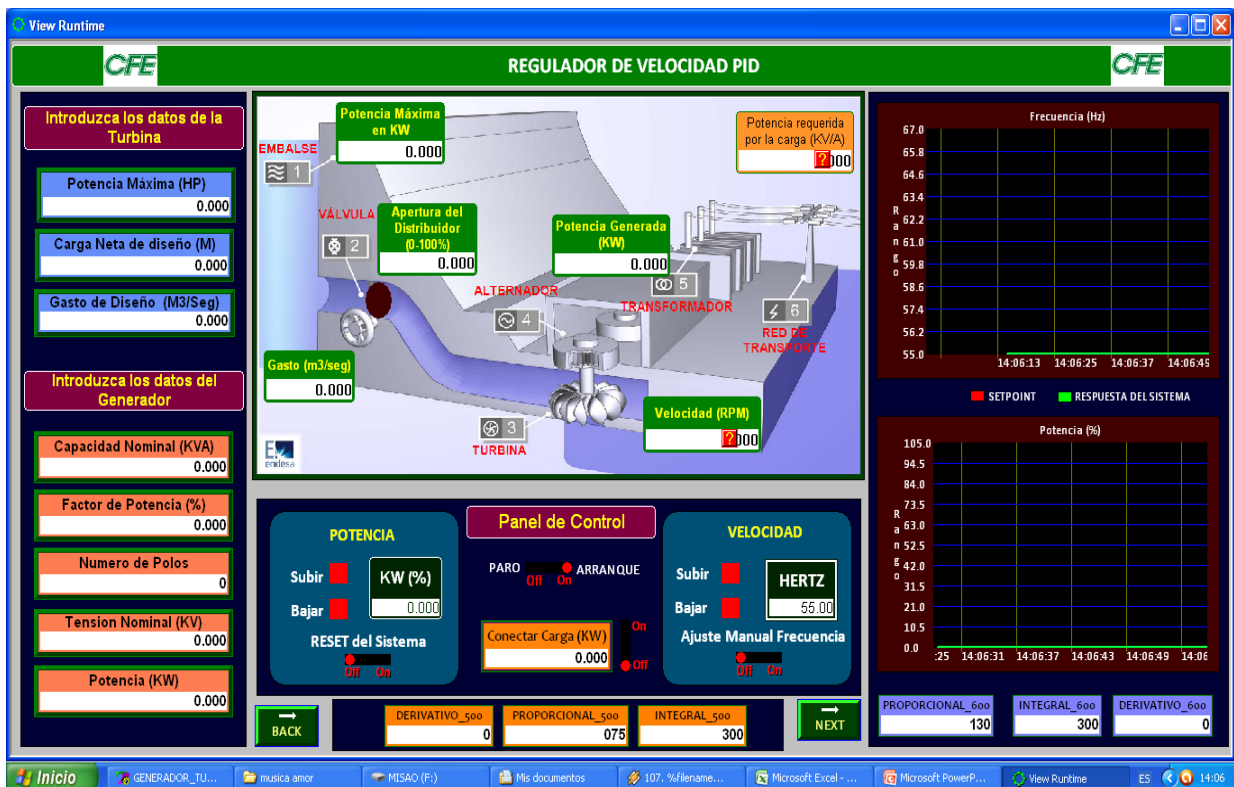 View Runtime
CFE
REGULADOR DE VELOCIDAD PID
CFE
Introduzca los datos de la
Turbina
Potencia Máxima (HP)
0.000
Carga Neta de diseño (M)
0.000
Gasto de Diseño (M3/Seg)
0.000
Introduzca los datos del
Generador
Capacidad Nominal (KVA)
0.000
Factor de Potencia (%)
0.000
Numero de Polos
0
Tension Nominal (KV)
0.000
Potencia (KW)
0.000
Potencia Máxima
en KW
0.000
EMBALSE
1
VÁLVULA
2
Apertura del
Distribuidor
(0-100%)
0.000
Potencia requerida
por la carga (KV/A)
?000
Potencia Generada
(KW)
0.000
5
TRANSFORMADOR
ALTERNADOR
4
6
RED DE
TRANSPORTE
Gasto (m3/seg)
0.000
3
TURBINA
Velocidad (RPM)
?000
endesa
Panel de Control
POTENCIA
Subir
Bajar
KW (%)
0.000
RESET del Sistema
Off On
PARO
ARRANQUE
Off On
Conectar Carga (KW)
0.000
On
Off
VELOCIDAD
Subir
Bajar
HERTZ
55.00
Ajuste Manual Frecuencia
Off On
BACK
DERIVATIVO_500
0
PROPORCIONAL_500
075
INTEGRAL_500
300
NEXT
Frecuencia (Hz)
Rango
67.0
65.8
64.6
63.4
62.2
61.0
59.8
58.6
57.4
56.2
55.0
14:06:13 14:06:25 14:06:37 14:06:49
SETPOINT RESPUESTA DEL SISTEMA
Potencia (%)
Rango
105.0
94.5
84.0
73.5
63.0
52.5
42.0
31.5
21.0
10.5
0.0
:25 14:06:31 14:06:37 14:06:43 14:06:49 14:06
PROPORCIONAL_600
130
INTEGRAL_600
300
DERIVATIVO_600
0
Inicio
GENERADOR_TU...
musica amor
MISAO (F:)
Mis documentos
107. %filename...
Microsoft Excel - ...
Microsoft PowerP...
View Runtime
ES
14:06